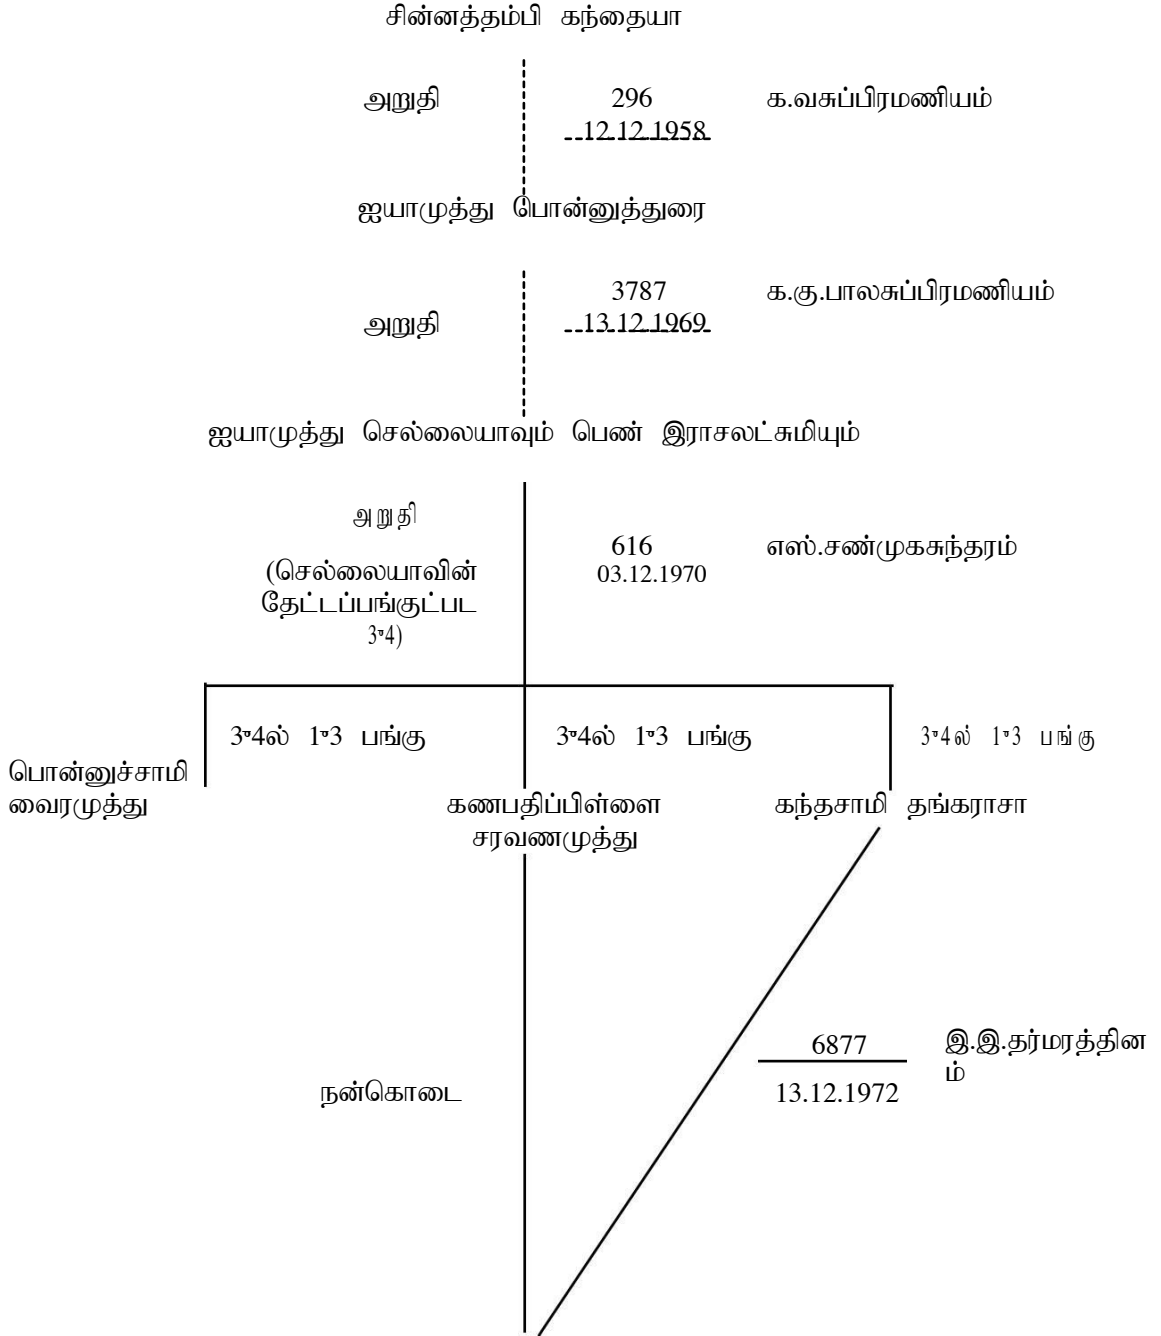 சின்னத்தம்பி கந்தையா
அறுதி 296 க.வசுப்பிரமணியம்
12.12.1958
ஐயாமுத்து பொன்னுத்துரை
3787 க.கு.பாலசுப்பிரமணியம்
அறுதி 13.12.1969
ஐயாமுத்து செல்லையாவும் பெண் இராசலட்சுமியும்
அறுதி
616 எஸ்.சண்முகசுந்தரம்
(செல்லையாவின் 03.12.1970
தேட்டப்பங்குட்பட
3ׂ4)
3ׂ4ல் 1ׂ3 பங்கு 3ׂ4ல் 1ׂ3 பங்கு 3ׂ4ல் 1ׂ3 பங்கு
பொன்னுச்சாமி
வைரமுத்து கணபதிப்பிள்ளை கந்தசாமி தங்கராசா
சரவணமுத்து
6877 இ.இ.தர்மரத்தின
ம்
நன்கொடை 13.12.1972